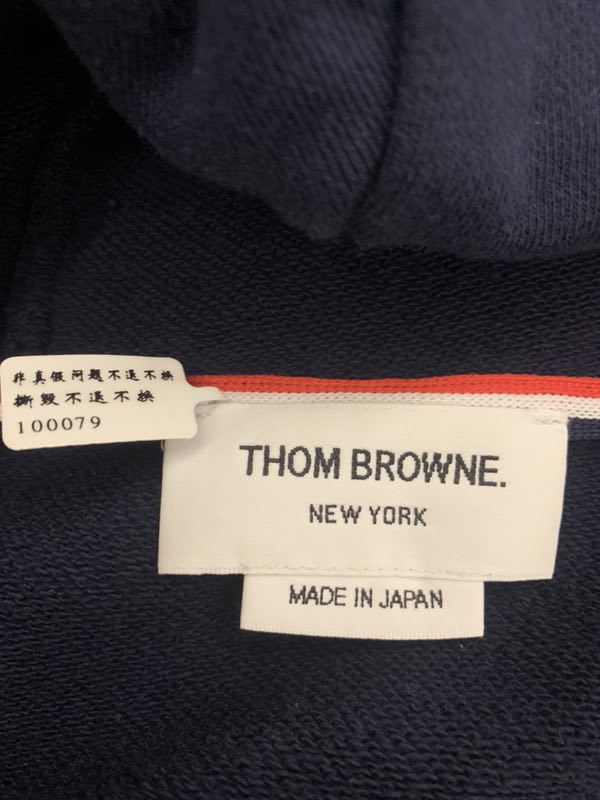 非真假问题不退不换
撕毁不退不换
100079
THOM BROWNE.
NEW YORK
MADE IN JAPAN